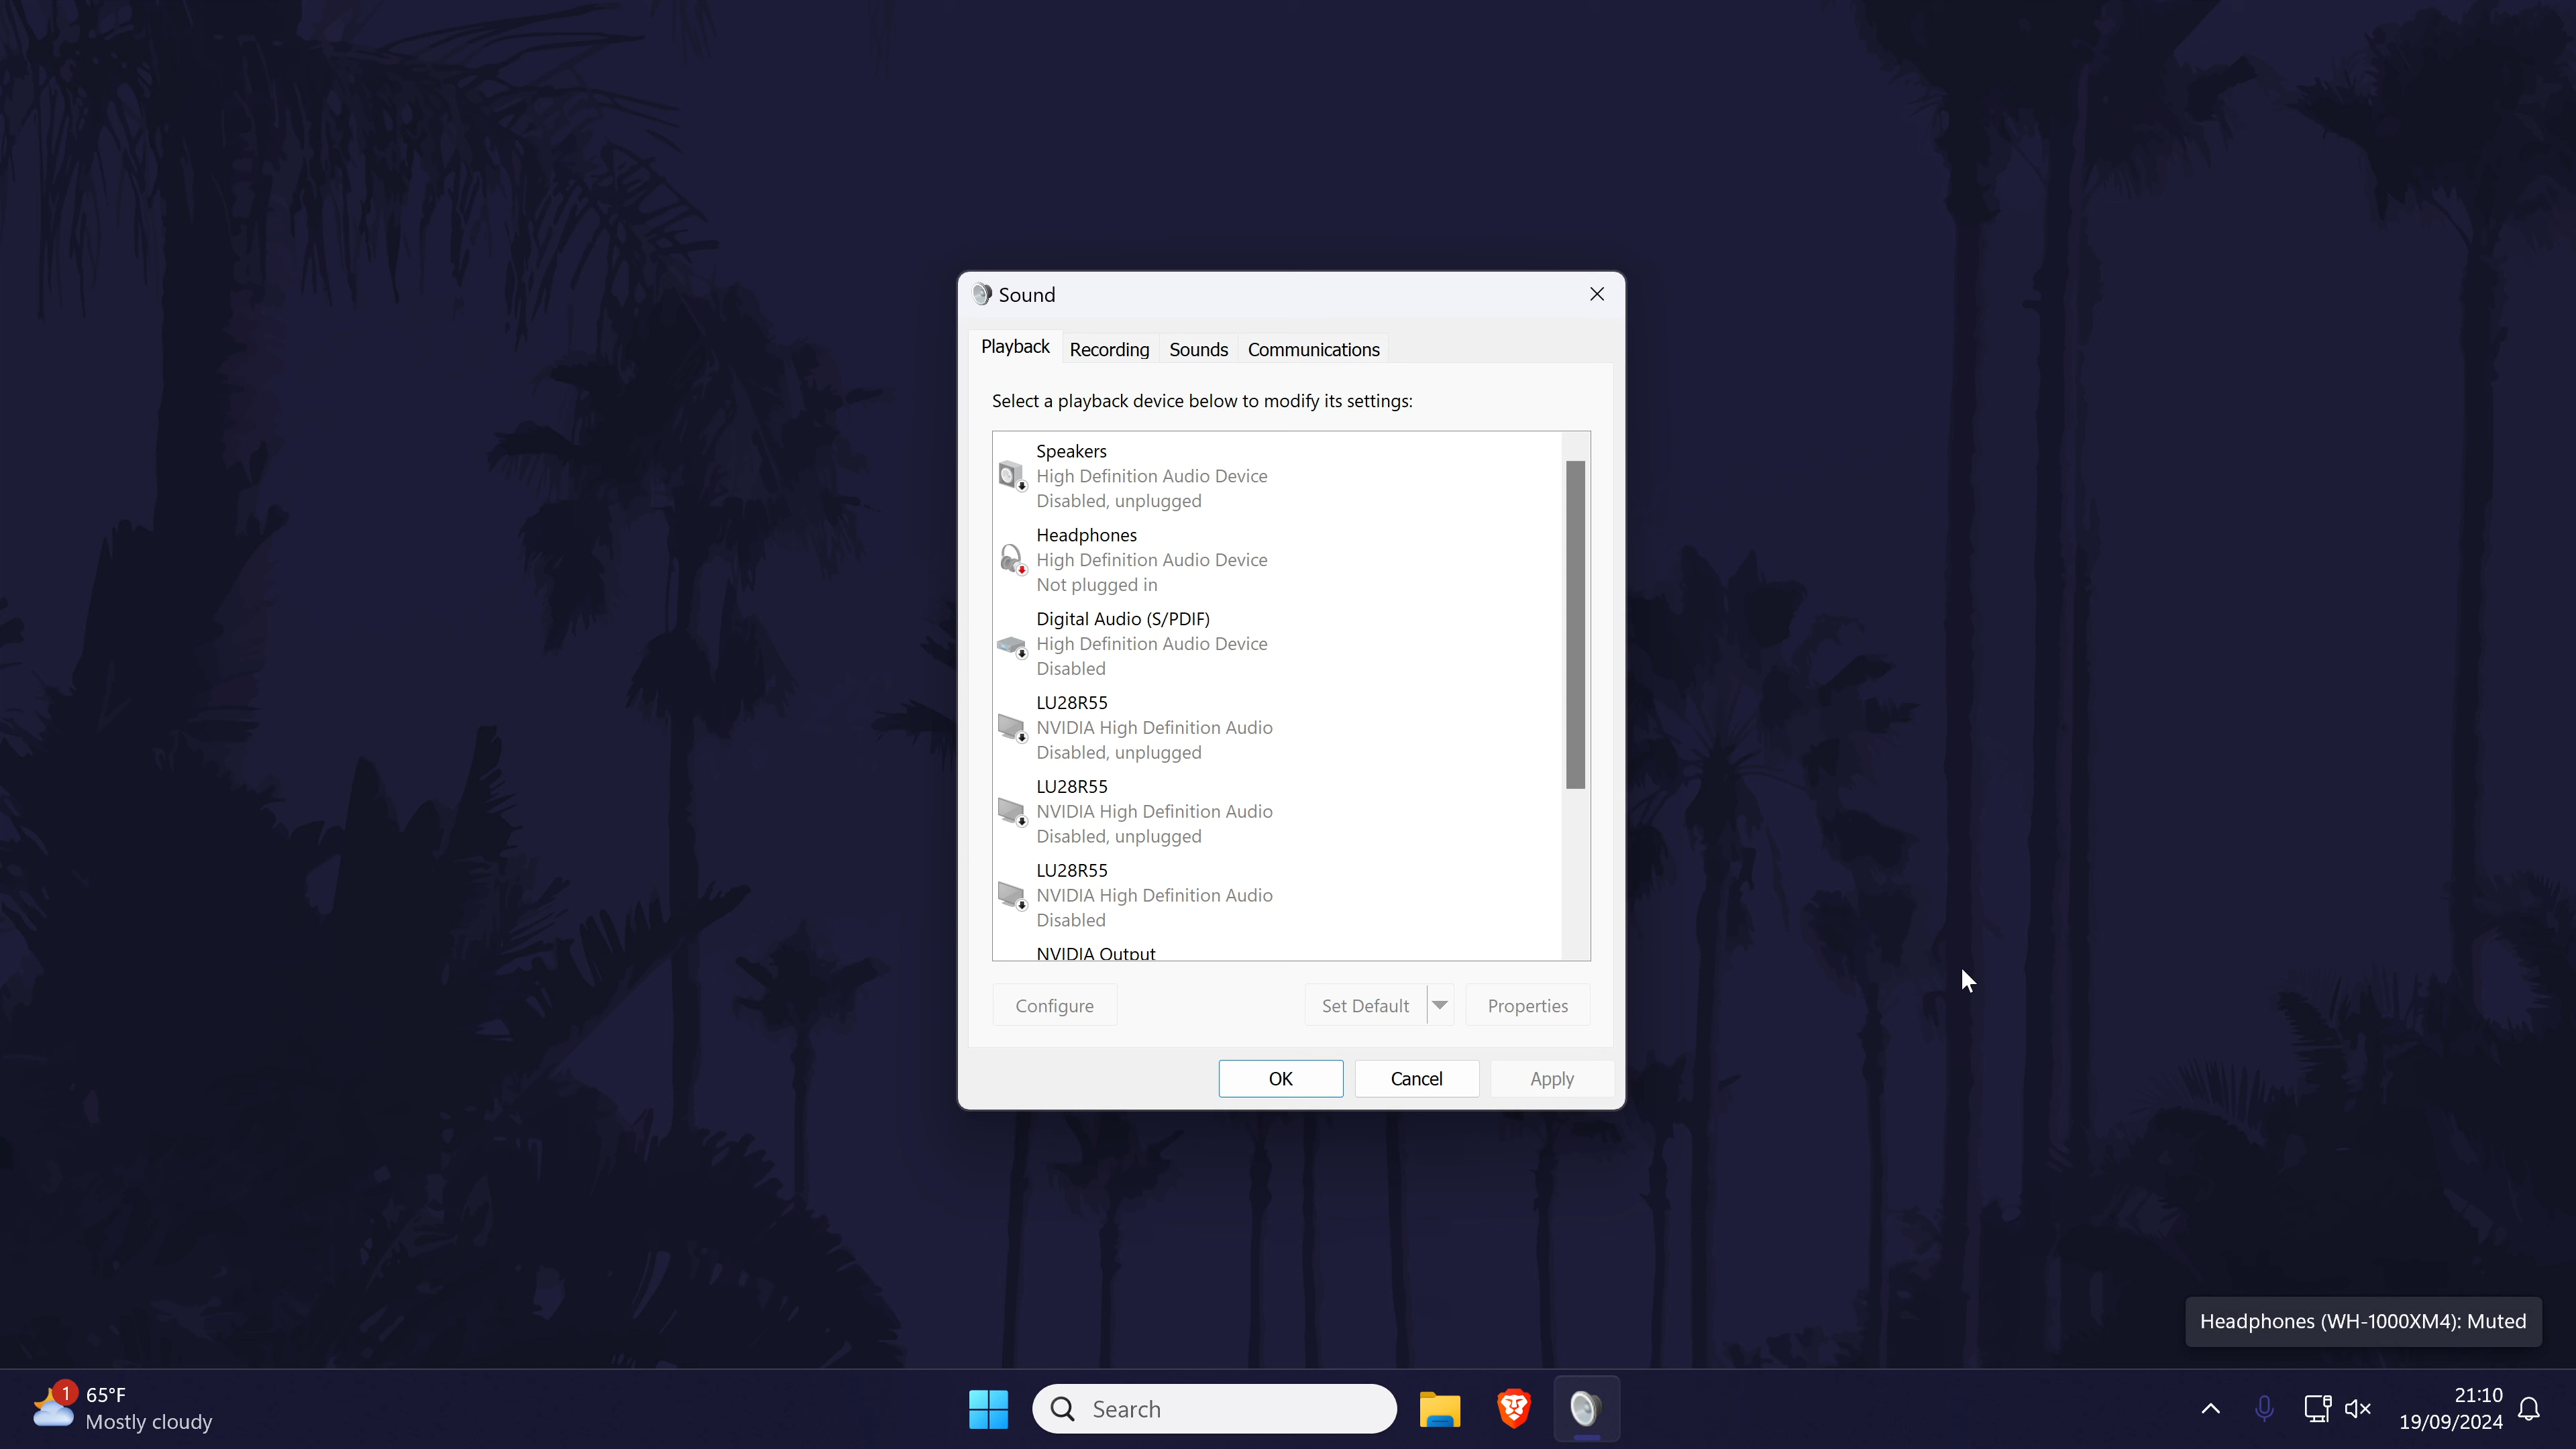 Sound
Playback
Recording
Sounds
Communications
Select a playback device below to modify its settings:
Speakers
High Definition Audio Device
Disabled, unplugged
Headphones
High Definition Audio Device
Not plugged in
Digital Audio (S/PDIF)
High Definition Audio Device
Disabled
LU28R55
NVIDIA High Definition Audio
Disabled, unplugged
LU28R55
NVIDIA High Definition Audio
Disabled, unplugged
LU28R55
NVIDIA High Definition Audio
Disabled
NVIDIA Output
Configure
Set Default
Properties
OK
Cancel
Apply
Headphones (WH-1000XM4): Muted
1
65°F
Mostly cloudy
Search
21:10
19/09/2024